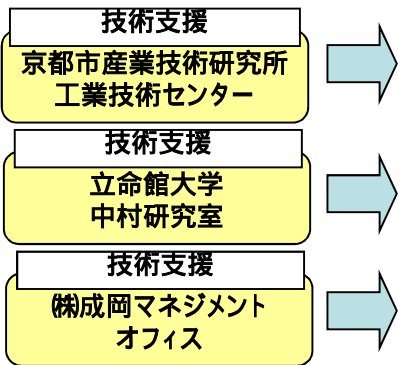 技術支援
京都市産業技術研究所
工業技術センター
技術支援
立命館大学
中村研究室
技術支援
㈱成岡マネジメント
オフィス